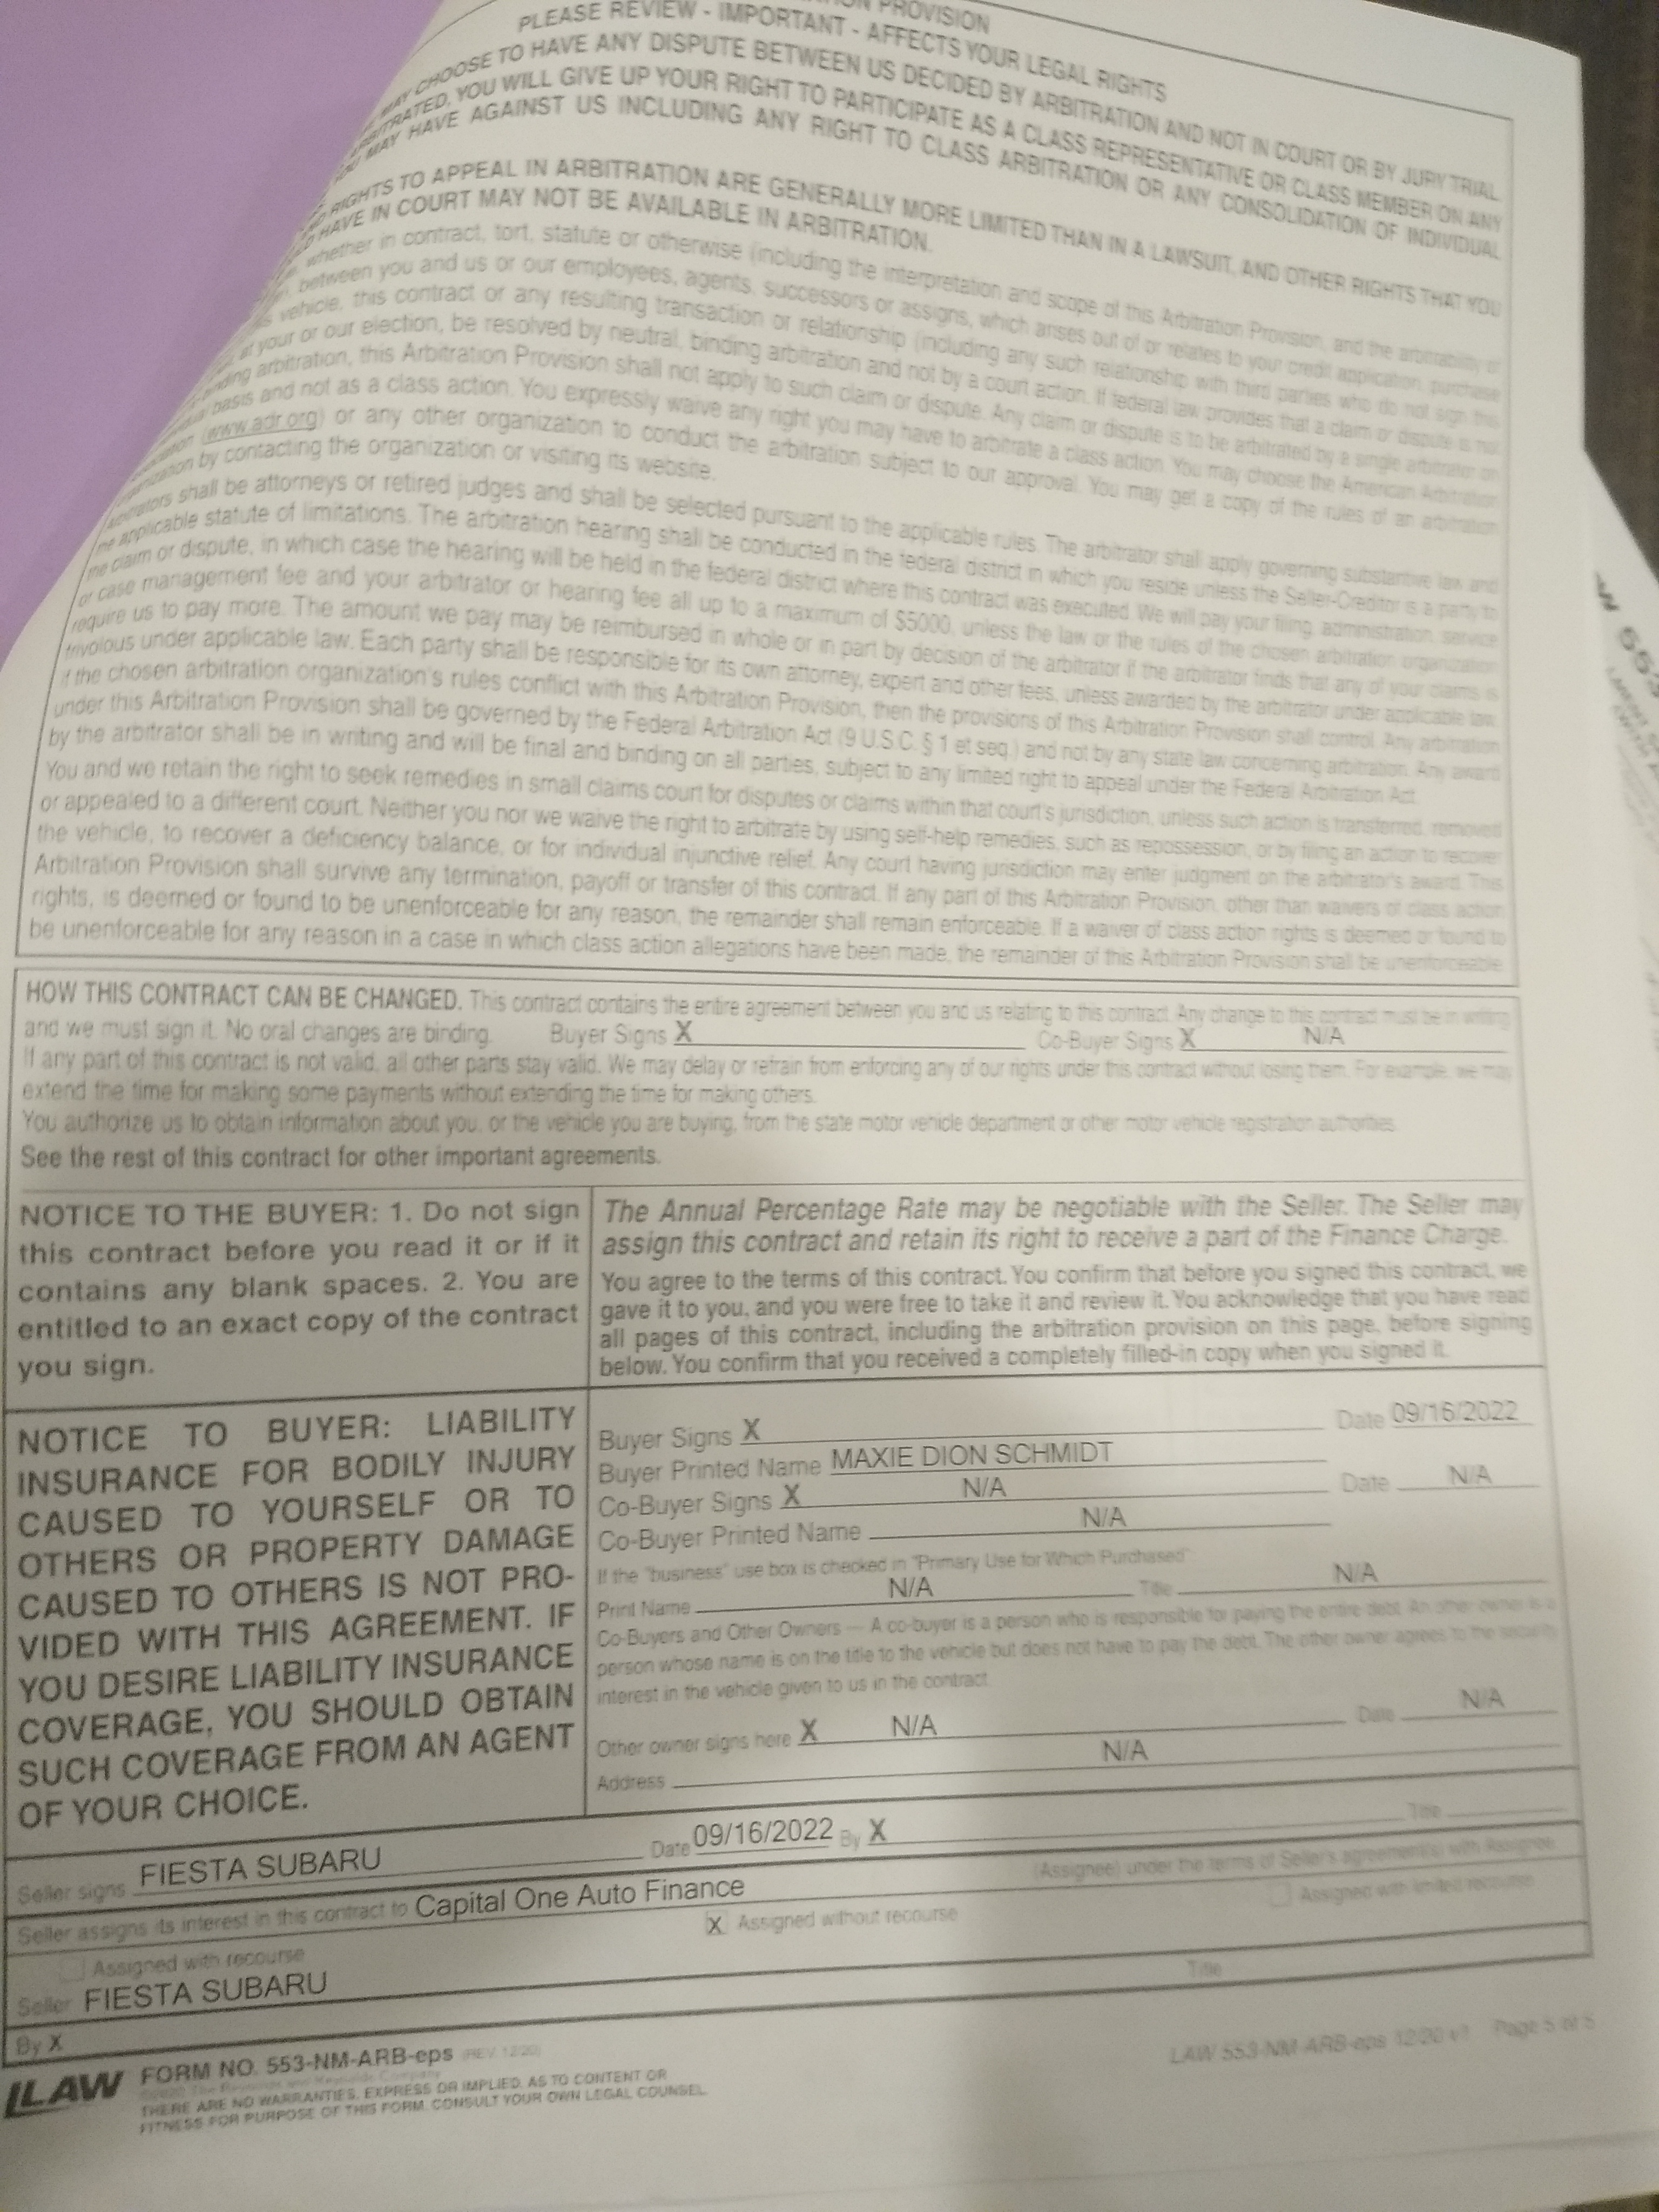 PROVISION
PLEASE REVIEW - IMPORTANT - AFFECTS YOUR LEGAL RIGHTS
MAY CHOOSE TO HAVE ANY DISPUTE BETWEEN US DECIDED BY ARBITRATION AND NOT IN COURT OR BY JURY TRIAL.
ARBITRATED, YOU WILL GIVE UP YOUR RIGHT TO PARTICIPATE AS A CLASS REPRESENTATIVE OR CLASS MEMBER ON ANY
YOU MAY HAVE AGAINST US INCLUDING ANY RIGHT TO CLASS ARBITRATION OR ANY CONSOLIDATION OF INDIVIDUAL
RIGHTS TO APPEAL IN ARBITRATION ARE GENERALLY MORE LIMITED THAN IN A LAWSUIT, AND OTHER RIGHTS THAT YOU
HAVE IN COURT MAY NOT BE AVAILABLE IN ARBITRATION.
whether in contract, tort, statute or otherwise (including the interpretation and scope of this Arbitration Provision, and the arbitrability of
between you and us or our employees, agents, successors or assigns, which arises out of or relates to your credit application, purchase
vehicle, this contract or any resulting transaction or relationship (including any such relationship with third parties who do not sign this
at your or our election, be resolved by neutral, binding arbitration and not by a court action. If federal law provides that a claim or dispute is not
binding arbitration, this Arbitration Provision shall not apply to such claim or dispute. Any claim or dispute is to be arbitrated by a single arbitrator on
basis and not as a class action. You expressly waive any right you may have to arbitrate a class action. You may choose the American Arbitration
(www.adr.org) or any other organization to conduct the arbitration subject to our approval. You may get a copy of the rules of an arbitration
by contacting the organization or visiting its website.
arbitrators shall be attorneys or retired judges and shall be selected pursuant to the applicable rules. The arbitrator shall apply governing substantive law and
the applicable statute of limitations. The arbitration hearing shall be conducted in the federal district in which you reside unless the Seller-Creditor is a party to
the claim or dispute, in which case the hearing will be held in the federal district where this contract was executed. We will pay your filing, administration, service
or case management fee and your arbitrator or hearing fee all up to a maximum of $5000, unless the law or the rules of the chosen arbitration organization
require us to pay more. The amount we pay may be reimbursed in whole or in part by decision of the arbitrator if the arbitrator finds that any of your claims is
frivolous under applicable law. Each party shall be responsible for its own attorney, expert and other fees, unless awarded by the arbitrator under applicable law.
If the chosen arbitration organization's rules conflict with this Arbitration Provision, then the provisions of this Arbitration Provision shall control. Any arbitration
under this Arbitration Provision shall be governed by the Federal Arbitration Act (9 U.S.C. § 1 et seq.) and not by any state law concerning arbitration. Any award
by the arbitrator shall be in writing and will be final and binding on all parties, subject to any limited right to appeal under the Federal Arbitration Act.
You and we retain the right to seek remedies in small claims court for disputes or claims within that court's jurisdiction, unless such action is transferred, removed
or appealed to a different court. Neither you nor we waive the right to arbitrate by using self-help remedies, such as repossession, or by filing an action to recover
the vehicle, to recover a deficiency balance, or for individual injunctive relief. Any court having jurisdiction may enter judgment on the arbitrator's award. This
Arbitration Provision shall survive any termination, payoff or transfer of this contract. If any part of this Arbitration Provision, other than waivers of class action
rights, is deemed or found to be unenforceable for any reason, the remainder shall remain enforceable. If a waiver of class action rights is deemed or found to
be unenforceable for any reason in a case in which class action allegations have been made, the remainder of this Arbitration Provision shall be unenforceable.
HOW THIS CONTRACT CAN BE CHANGED. This contract contains the entire agreement between you and us relating to this contract. Any change to this contract must be in writing
and we must sign it. No oral changes are binding. Buyer Signs X Co-Buyer Signs X N/A
If any part of this contract is not valid, all other parts stay valid. We may delay or refrain from enforcing any of our rights under this contract without losing them. For example, we may
extend the time for making some payments without extending the time for making others.
You authorize us to obtain information about you, or the vehicle you are buying, from the state motor vehicle department or other motor vehicle registration authorities.
See the rest of this contract for other important agreements.
NOTICE TO THE BUYER: 1. Do not sign
this contract before you read it or if it
contains any blank spaces. 2. You are
entitled to an exact copy of the contract
you sign.
The Annual Percentage Rate may be negotiable with the Seller. The Seller may
assign this contract and retain its right to receive a part of the Finance Charge.
You agree to the terms of this contract. You confirm that before you signed this contract, we
gave it to you, and you were free to take it and review it. You acknowledge that you have read
all pages of this contract, including the arbitration provision on this page, before signing
below. You confirm that you received a completely filled-in copy when you signed it.
NOTICE TO BUYER: LIABILITY
INSURANCE FOR BODILY INJURY
CAUSED TO YOURSELF OR TO
OTHERS OR PROPERTY DAMAGE
CAUSED TO OTHERS IS NOT PRO-
VIDED WITH THIS AGREEMENT. IF
YOU DESIRE LIABILITY INSURANCE
COVERAGE, YOU SHOULD OBTAIN
SUCH COVERAGE FROM AN AGENT
OF YOUR CHOICE.
Buyer Signs X Date 09/16/2022
Buyer Printed Name MAXIE DION SCHMIDT
Co-Buyer Signs X N/A Date N/A
Co-Buyer Printed Name N/A
If the "business" use box is checked in "Primary Use for Which Purchased"
Print Name N/A Title N/A
Co-Buyers and Other Owners — A co-buyer is a person who is responsible for paying the entire debt. An other owner is a
person whose name is on the title to the vehicle but does not have to pay the debt. The other owner agrees to the security
interest in the vehicle given to us in the contract.
Other owner signs here X N/A Date N/A
Address N/A
Seller signs FIESTA SUBARU Date 09/16/2022 By X Title
Seller assigns its interest in this contract to Capital One Auto Finance (Assignee) under the terms of Seller's agreement(s) with Assignee.
Assigned with recourse X Assigned without recourse Assigned with limited recourse
Seller FIESTA SUBARU
By X Title
LAW FORM NO. 553-NM-ARB-eps (REV. 12/20)
THERE ARE NO WARRANTIES, EXPRESS OR IMPLIED, AS TO CONTENT OR
FITNESS FOR PURPOSE OF THIS FORM. CONSULT YOUR OWN LEGAL COUNSEL.
LAW 553-NM-ARB-eps 12/20 v1 Page 5 of 5